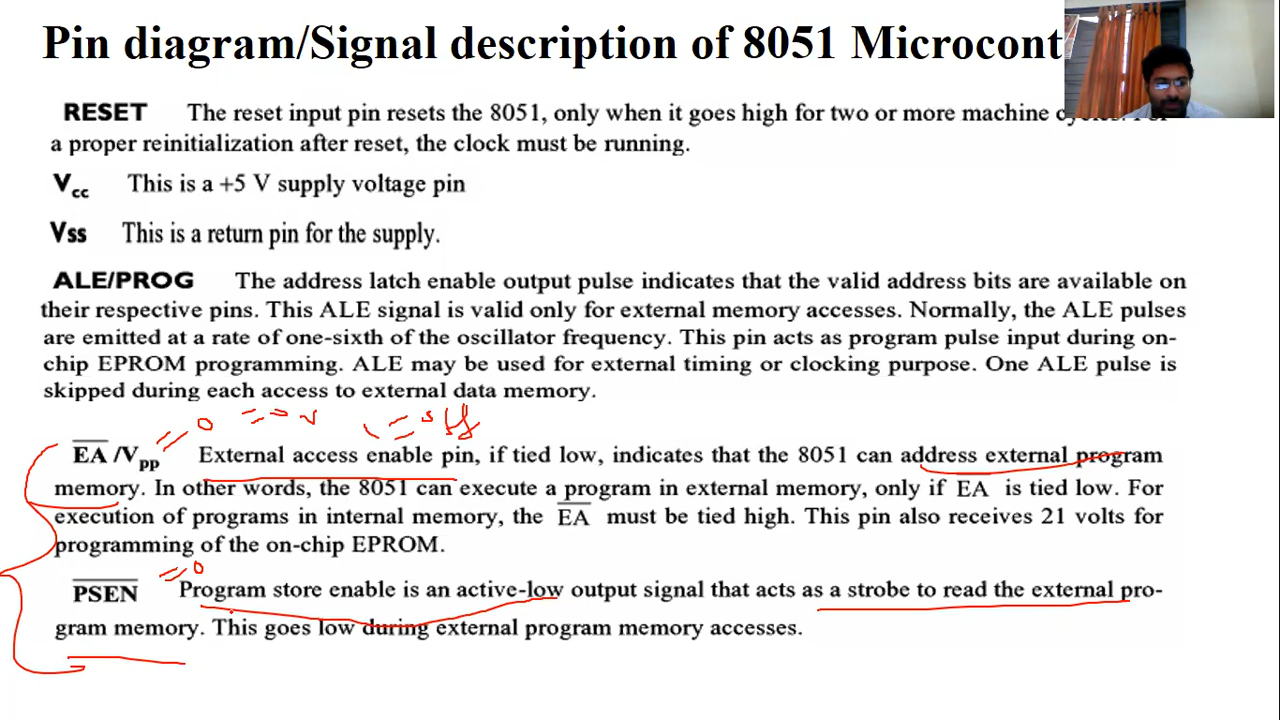 Pin diagram/Signal description of 8051 Microcont
RESET The reset input pin resets the 8051, only when it goes high for two or more machine
a proper reinitialization after reset, the clock must be running.
Vcc This is a +5 V supply voltage pin
Vss This is a return pin for the supply.
ALE/PROG The address latch enable output pulse indicates that the valid address bits are available on
their respective pins. This ALE signal is valid only for external memory accesses. Normally, the ALE pulses
are emitted at a rate of one-sixth of the oscillator frequency. This pin acts as program pulse input during on-
chip EPROM programming. ALE may be used for external timing or clocking purpose. One ALE pulse is
skipped during each access to external data memory.
= 0
E̅A̅ /Vpp External access enable pin, if tied low, indicates that the 8051 can address external program
memory. In other words, the 8051 can execute a program in external memory, only if EA is tied low. For
execution of programs in internal memory, the E̅A̅ must be tied high. This pin also receives 21 volts for
programming of the on-chip EPROM.
= 0
P̅S̅E̅N̅ Program store enable is an active-low output signal that acts as a strobe to read the external pro-
gram memory. This goes low during external program memory accesses.